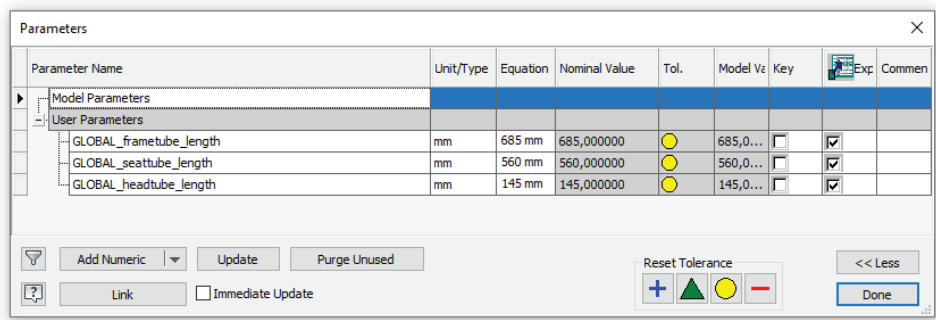 Parameters
Parameter Name Unit/Type Equation Nominal Value Tol. Model Va Key Exp Commen
Model Parameters
User Parameters
GLOBAL_frametube_length mm 685 mm 685,000000 685,0...
GLOBAL_seattube_length mm 560 mm 560,000000 560,0...
GLOBAL_headtube_length mm 145 mm 145,000000 145,0...
Add Numeric Update Purge Unused Reset Tolerance << Less
Link Immediate Update Done